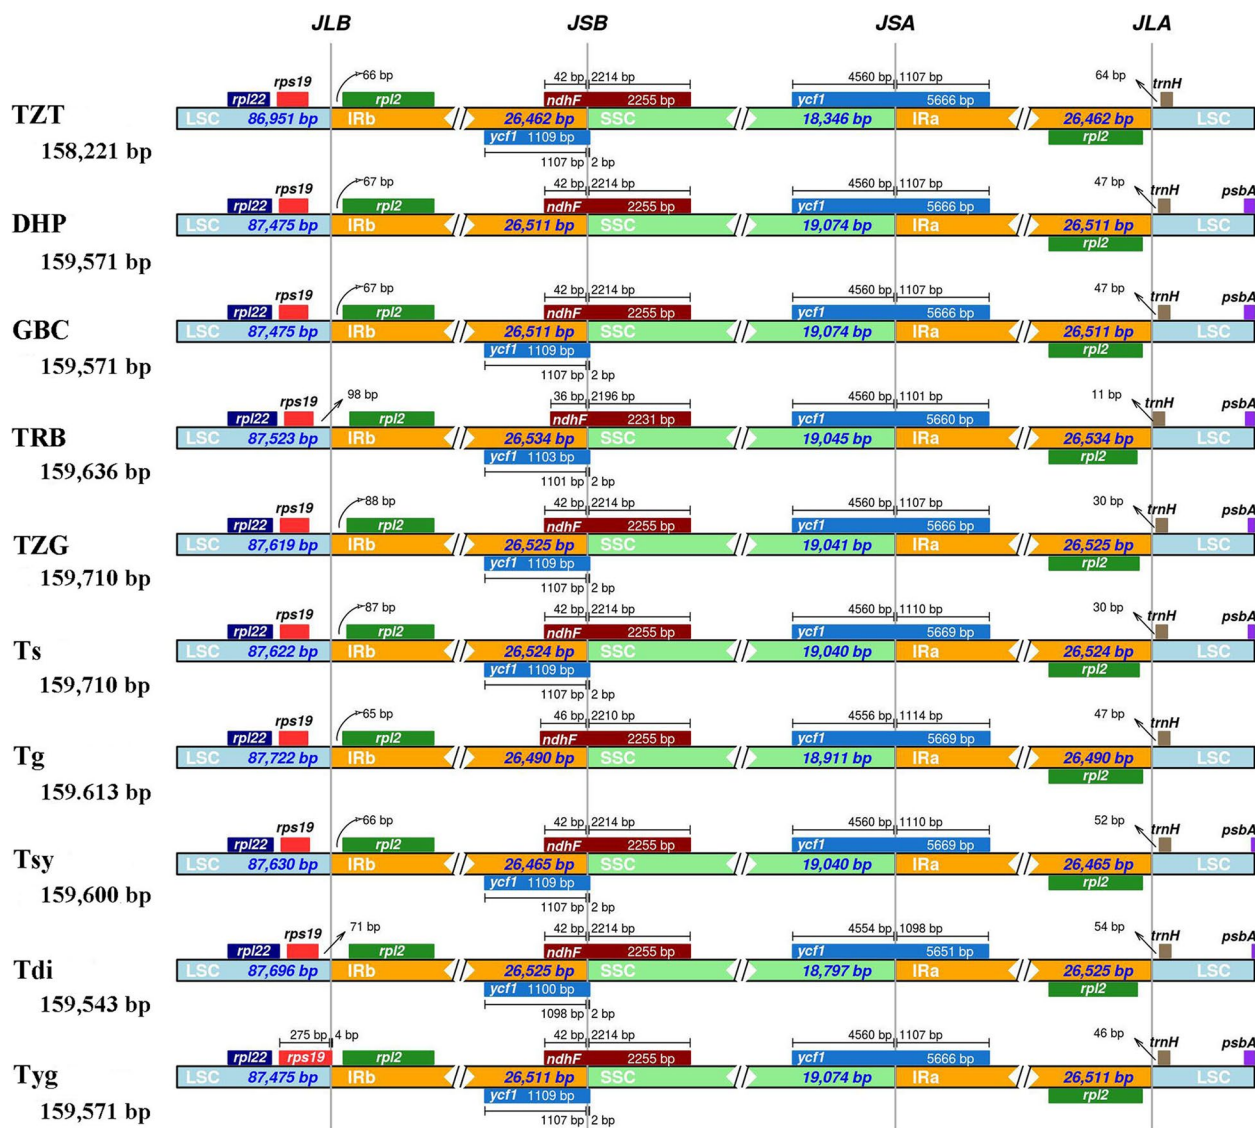 JLB JSB JSA JLA
rps19 66 bp 42 bp 2214 bp 4560 bp 1107 bp 64 bp trnH
rpl22 rpl2 ndhF 2255 bp ycf1 5666 bp
TZT LSC 86,951 bp IRb 26,462 bp SSC 18,346 bp IRa 26,462 bp LSC
ycf1 1109 bp rpl2
158,221 bp 1107 bp 2 bp
rps19 67 bp 42 bp 2214 bp 4560 bp 1107 bp 47 bp trnH psbA
rpl22 rpl2 ndhF 2255 bp ycf1 5666 bp
DHP LSC 87,475 bp IRb 26,511 bp SSC 19,074 bp IRa 26,511 bp LSC
rpl2
159,571 bp
rps19 67 bp 42 bp 2214 bp 4560 bp 1107 bp 47 bp trnH psbA
rpl22 rpl2 ndhF 2255 bp ycf1 5666 bp
GBC LSC 87,475 bp IRb 26,511 bp SSC 19,074 bp IRa 26,511 bp LSC
ycf1 1109 bp rpl2
159,571 bp 1107 bp 2 bp
rps19 98 bp 36 bp 2196 bp 4560 bp 1101 bp 11 bp trnH psbA
rpl22 rpl2 ndhF 2231 bp ycf1 5660 bp
TRB LSC 87,523 bp IRb 26,534 bp SSC 19,045 bp IRa 26,534 bp LSC
ycf1 1103 bp rpl2
159,636 bp 1101 bp 2 bp
rps19 88 bp 42 bp 2214 bp 4560 bp 1107 bp 30 bp trnH psbA
rpl22 rpl2 ndhF 2255 bp ycf1 5666 bp
TZG LSC 87,619 bp IRb 26,525 bp SSC 19,041 bp IRa 26,525 bp LSC
ycf1 1109 bp rpl2
159,710 bp 1107 bp 2 bp
rps19 87 bp 42 bp 2214 bp 4560 bp 1110 bp 30 bp trnH psbA
rpl22 rpl2 ndhF 2255 bp ycf1 5669 bp
Ts LSC 87,622 bp IRb 26,524 bp SSC 19,040 bp IRa 26,524 bp LSC
ycf1 1109 bp rpl2
159,710 bp 1107 bp 2 bp
rps19 65 bp 46 bp 2210 bp 4556 bp 1114 bp 47 bp trnH
rpl22 rpl2 ndhF 2255 bp ycf1 5669 bp
Tg LSC 87,722 bp IRb 26,490 bp SSC 18,911 bp IRa 26,490 bp LSC
rpl2
159.613 bp
rps19 66 bp 42 bp 2214 bp 4560 bp 1110 bp 52 bp trnH psbA
rpl22 rpl2 ndhF 2255 bp ycf1 5669 bp
Tsy LSC 87,630 bp IRb 26,465 bp SSC 19,040 bp IRa 26,465 bp LSC
ycf1 1109 bp rpl2
159,600 bp 1107 bp 2 bp
rps19 71 bp 42 bp 2214 bp 4554 bp 1098 bp 54 bp trnH psbA
rpl22 rpl2 ndhF 2255 bp ycf1 5651 bp
Tdi LSC 87,696 bp IRb 26,525 bp SSC 18,797 bp IRa 26,525 bp LSC
ycf1 1100 bp rpl2
159,543 bp 1098 bp 2 bp
275 bp 4 bp 42 bp 2214 bp 4560 bp 1107 bp 46 bp trnH psbA
rpl22 rps19 rpl2 ndhF 2255 bp ycf1 5666 bp
Tyg LSC 87,475 bp IRb 26,511 bp SSC 19,074 bp IRa 26,511 bp LSC
ycf1 1109 bp rpl2
159,571 bp 1107 bp 2 bp